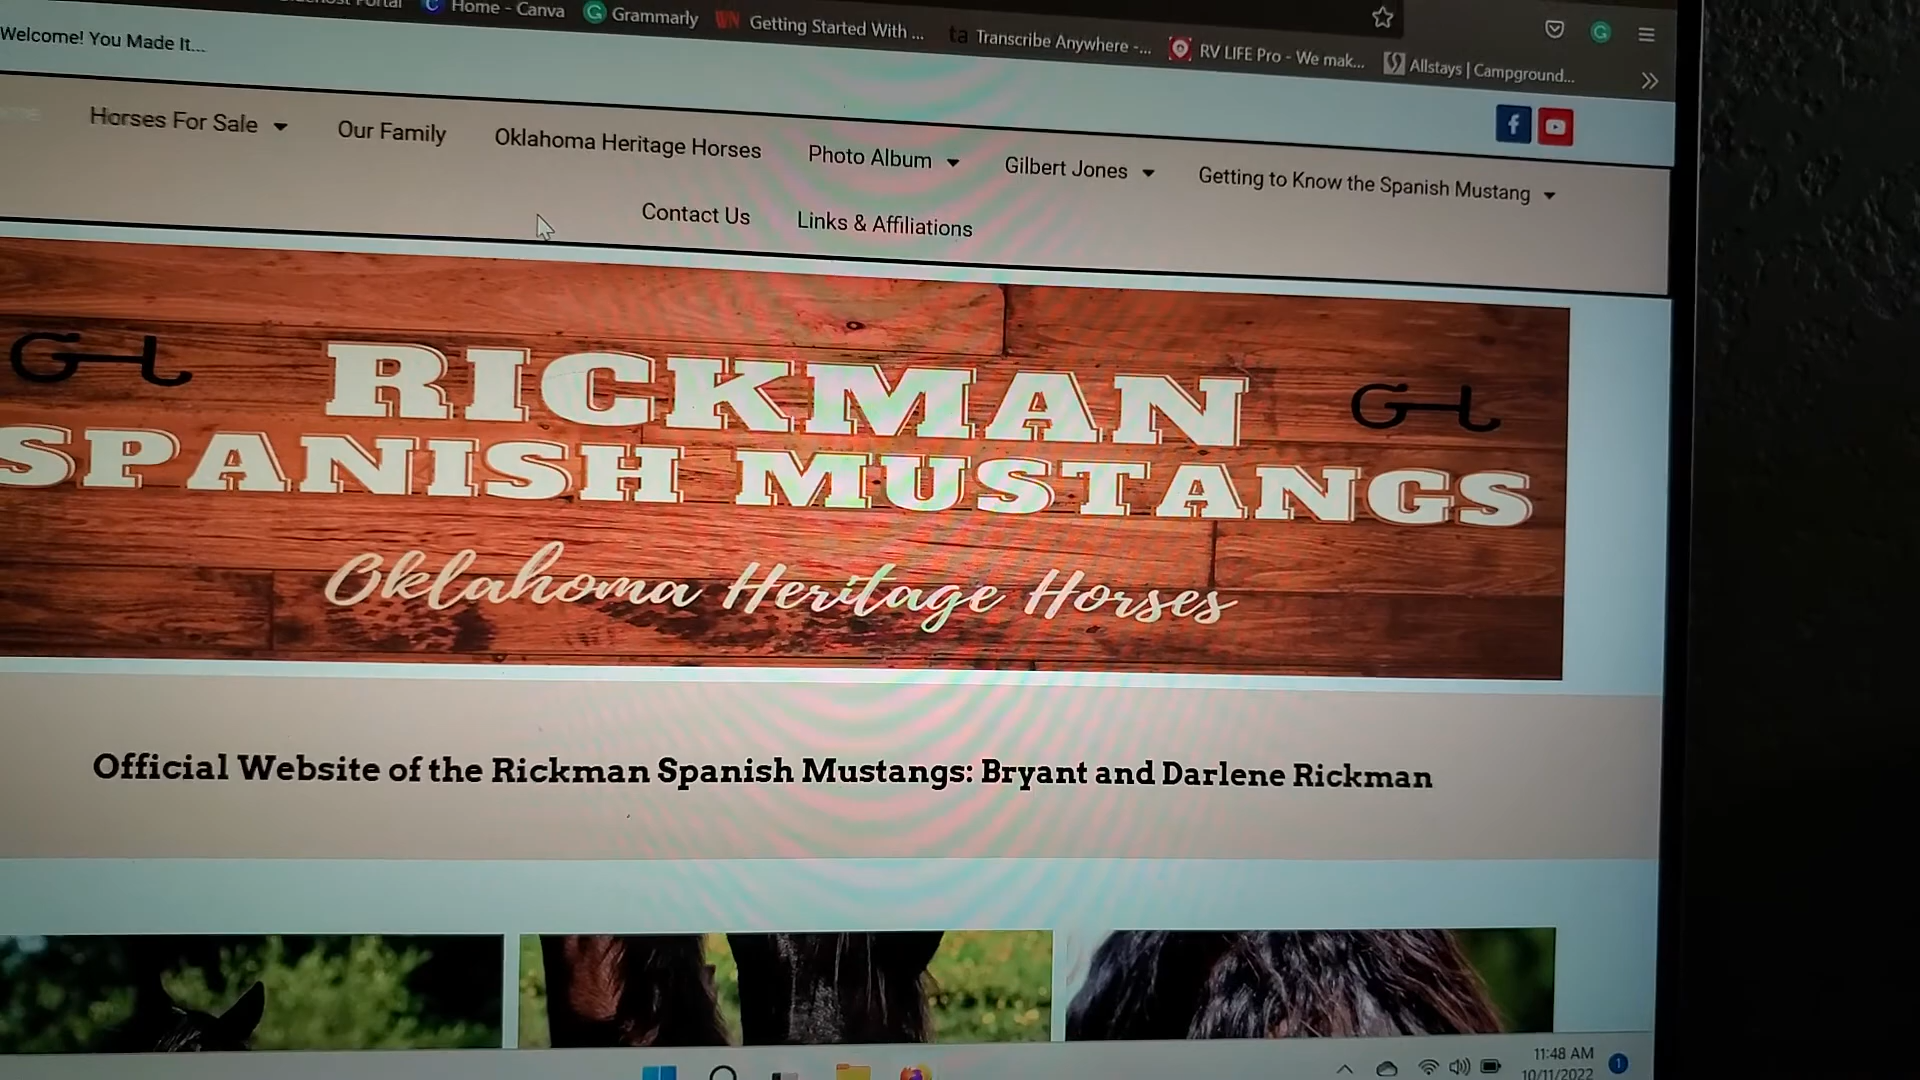 Portal Home - Canva Grammarly Getting Started With ... ta Transcribe Anywhere -... RV LIFE Pro - We mak... Allstays | Campground...
Welcome! You Made It...
Horses For Sale Our Family Oklahoma Heritage Horses Photo Album Gilbert Jones Getting to Know the Spanish Mustang
Contact Us Links & Affiliations
RICKMAN
SPANISH MUSTANGS
Oklahoma Heritage Horses
Official Website of the Rickman Spanish Mustangs: Bryant and Darlene Rickman
11:48 AM
10/11/2022
1